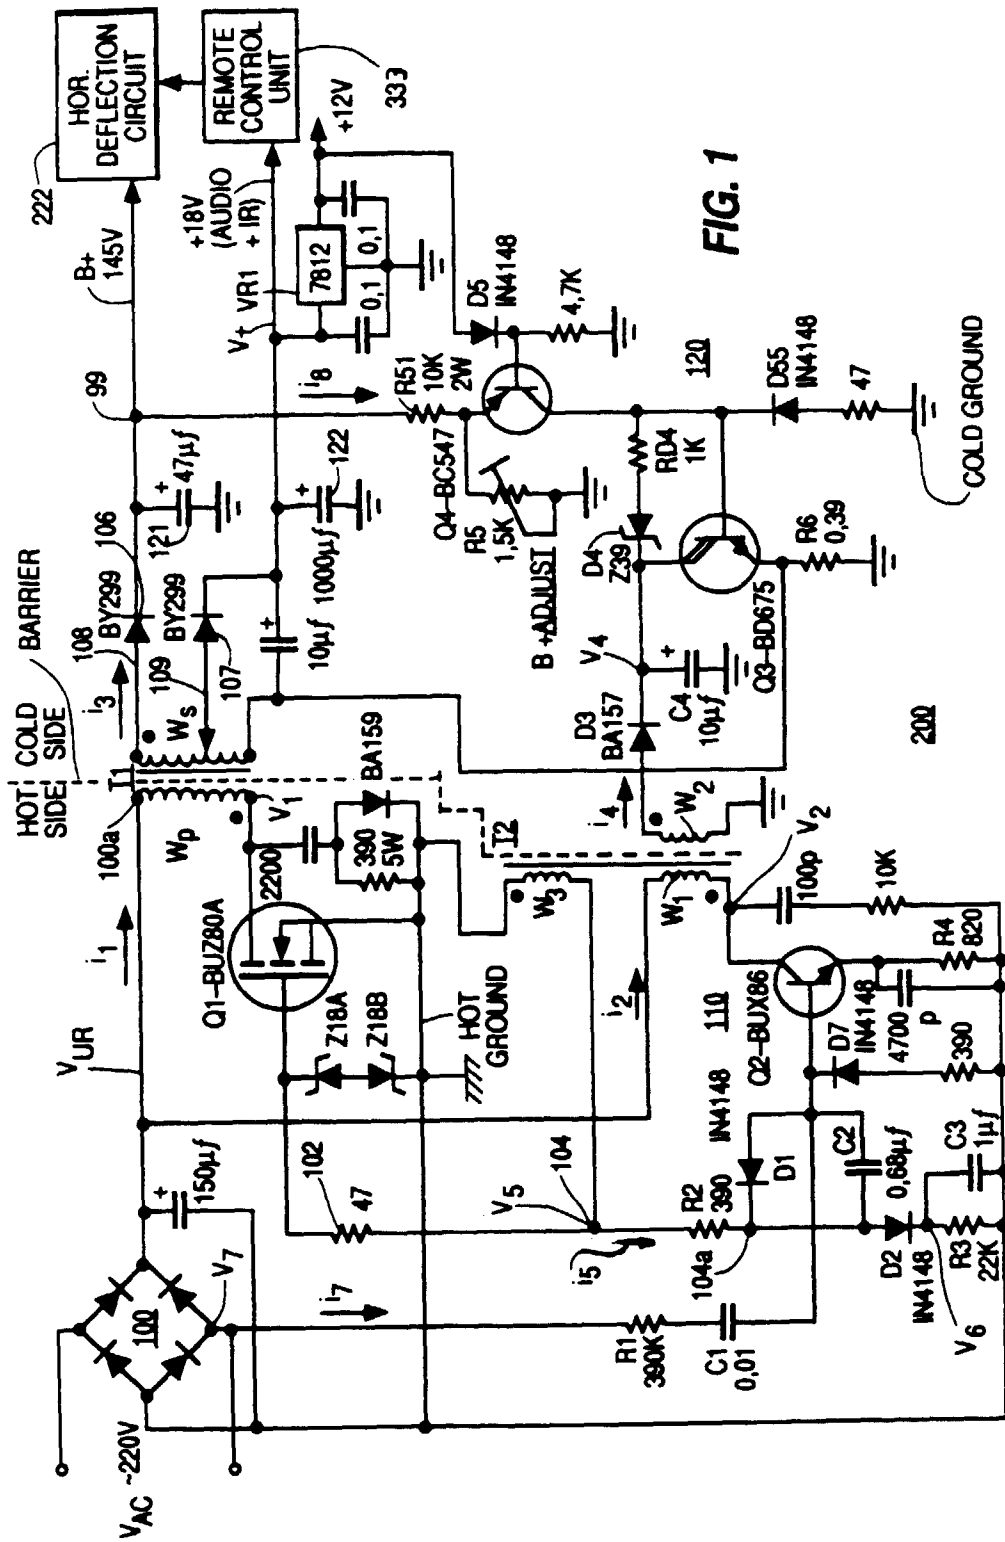 HOT
SIDE
COLD
SIDE
BARRIER
222
HOR.
DEFLECTION
CIRCUIT
REMOTE
CONTROL
UNIT
333
B+
145V
99
+18V
(AUDIO
+ IR)
V+
VR1
7812
0,1
0,1
+12V
i8
R51
10K
2W
D5
IN4148
4,7K
FIG. 1
T1
100a
Wp
Ws
i3
108
BY299
106
109
BY299
107
+
121
47µf
+
10µf
+
1000µf
122
VUR
i1
V1
Q1–BUZ80A
2200
390
5W
BA159
Z18A
Z18B
HOT
GROUND
VAC ~220V
100
V7
+
150µf
i7
102
47
V5
104
i5
R2
390
104a
T2
W3
W1
W2
i2
i4
V2
100p
10K
D3
BA157
V4
+
C4
10µf
B+ADJUST
R5
1,5K
Q4–BC547
D4
Z39
RD4
1K
Q3–BD675
R6
0,39
120
D55
IN4148
47
COLD GROUND
200
110
Q2–BUX86
IN4148
D1
D7
IN4148
4700
p
R4
820
390
C2
0,68µf
C3
1µf
D2
IN4148
R3
22K
V6
R1
390K
C1
0,01